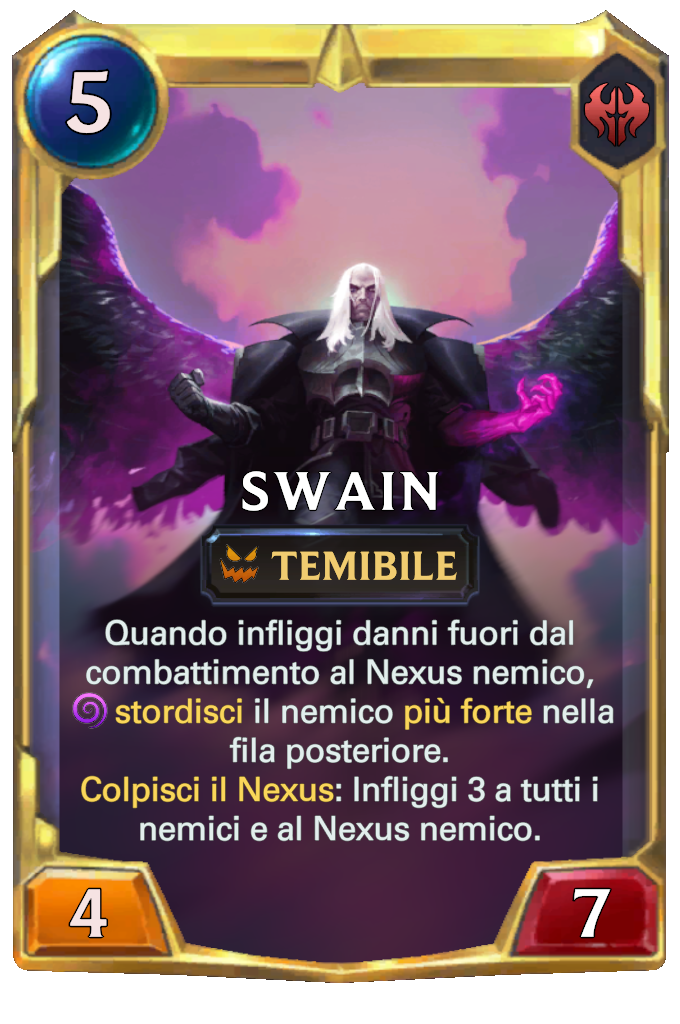 5
SWAIN
TEMIBILE
Quando infliggi danni fuori dal
combattimento al Nexus nemico,
stordisci il nemico più forte nella
fila posteriore.
Colpisci il Nexus: Infliggi 3 a tutti i
nemici e al Nexus nemico.
4
7